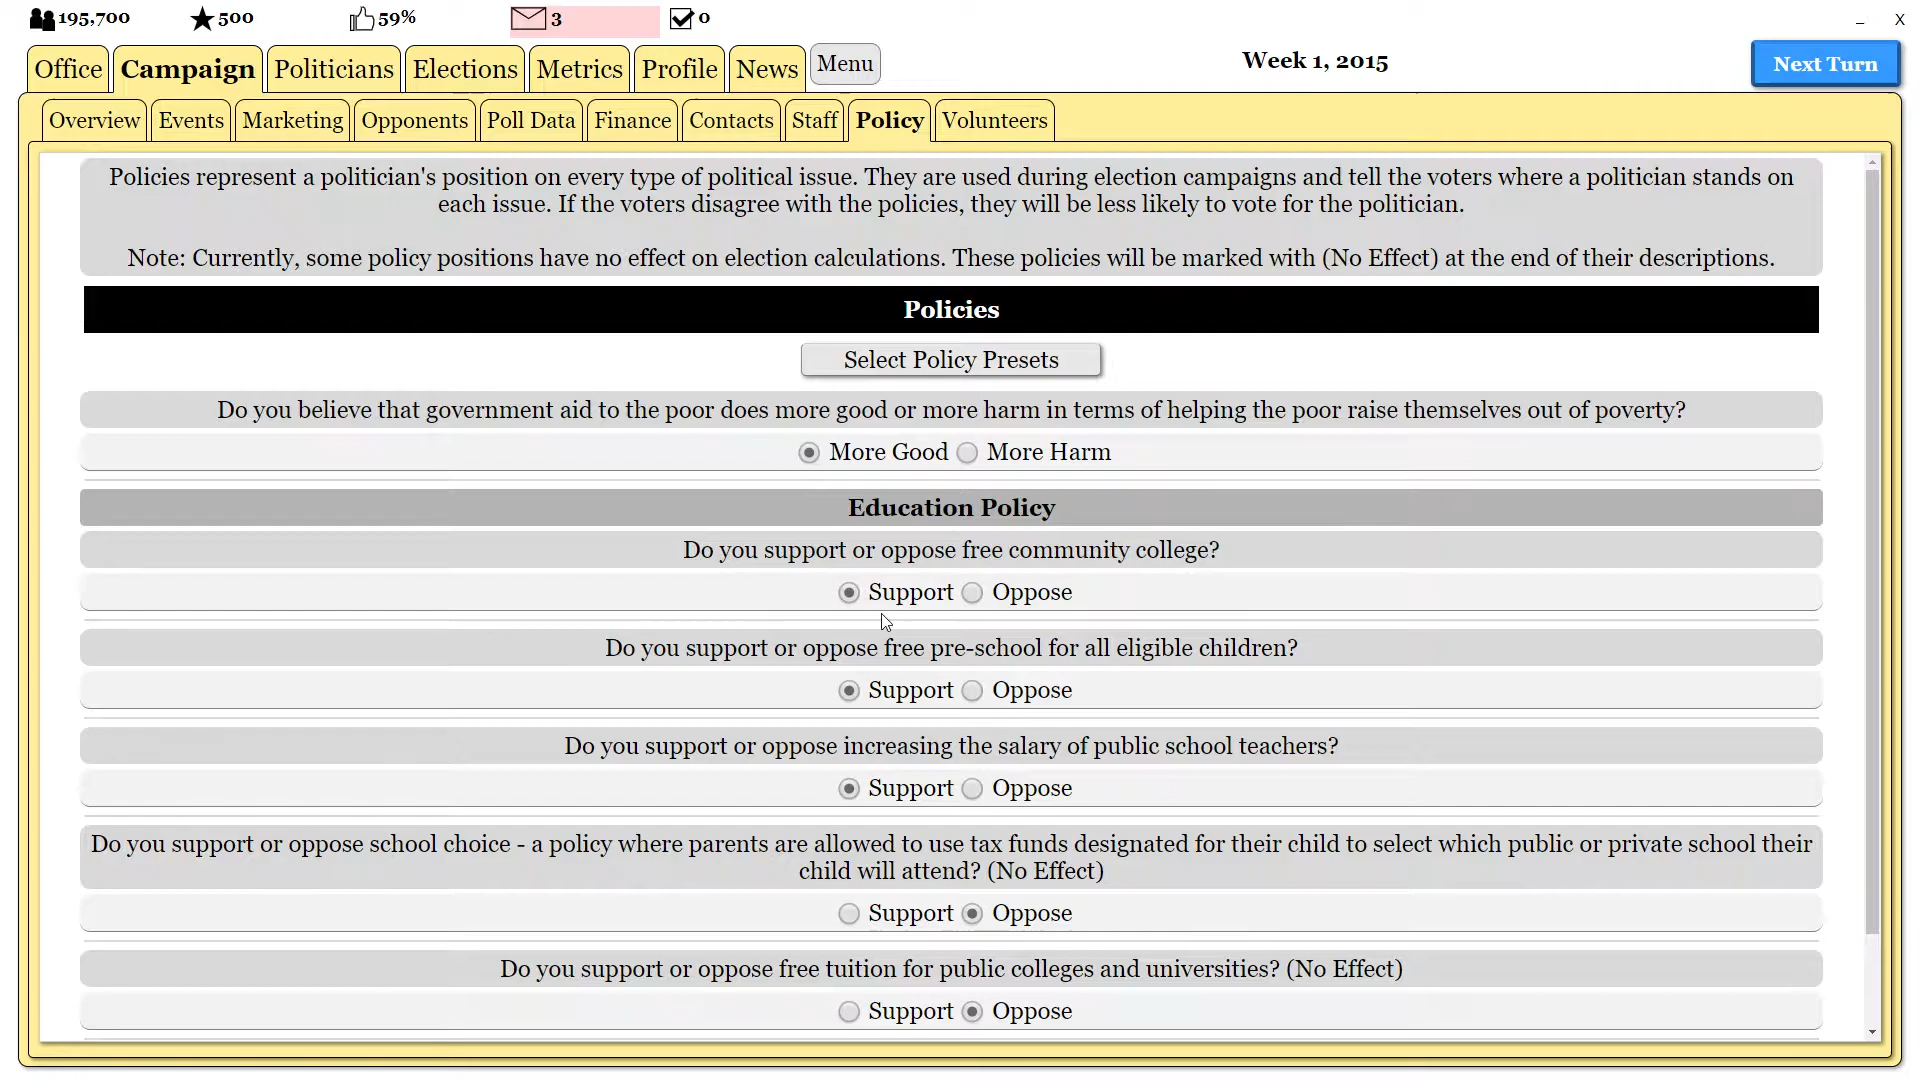 195,700 500 59% 3 0 _ X
Office Campaign Politicians Elections Metrics Profile News Menu Week 1, 2015 Next Turn
Overview Events Marketing Opponents Poll Data Finance Contacts Staff Policy Volunteers
Policies represent a politician's position on every type of political issue. They are used during election campaigns and tell the voters where a politician stands on
each issue. If the voters disagree with the policies, they will be less likely to vote for the politician.
Note: Currently, some policy positions have no effect on election calculations. These policies will be marked with (No Effect) at the end of their descriptions.
Policies
Select Policy Presets
Do you believe that government aid to the poor does more good or more harm in terms of helping the poor raise themselves out of poverty?
More Good More Harm
Education Policy
Do you support or oppose free community college?
Support Oppose
Do you support or oppose free pre-school for all eligible children?
Support Oppose
Do you support or oppose increasing the salary of public school teachers?
Support Oppose
Do you support or oppose school choice - a policy where parents are allowed to use tax funds designated for their child to select which public or private school their
child will attend? (No Effect)
Support Oppose
Do you support or oppose free tuition for public colleges and universities? (No Effect)
Support Oppose